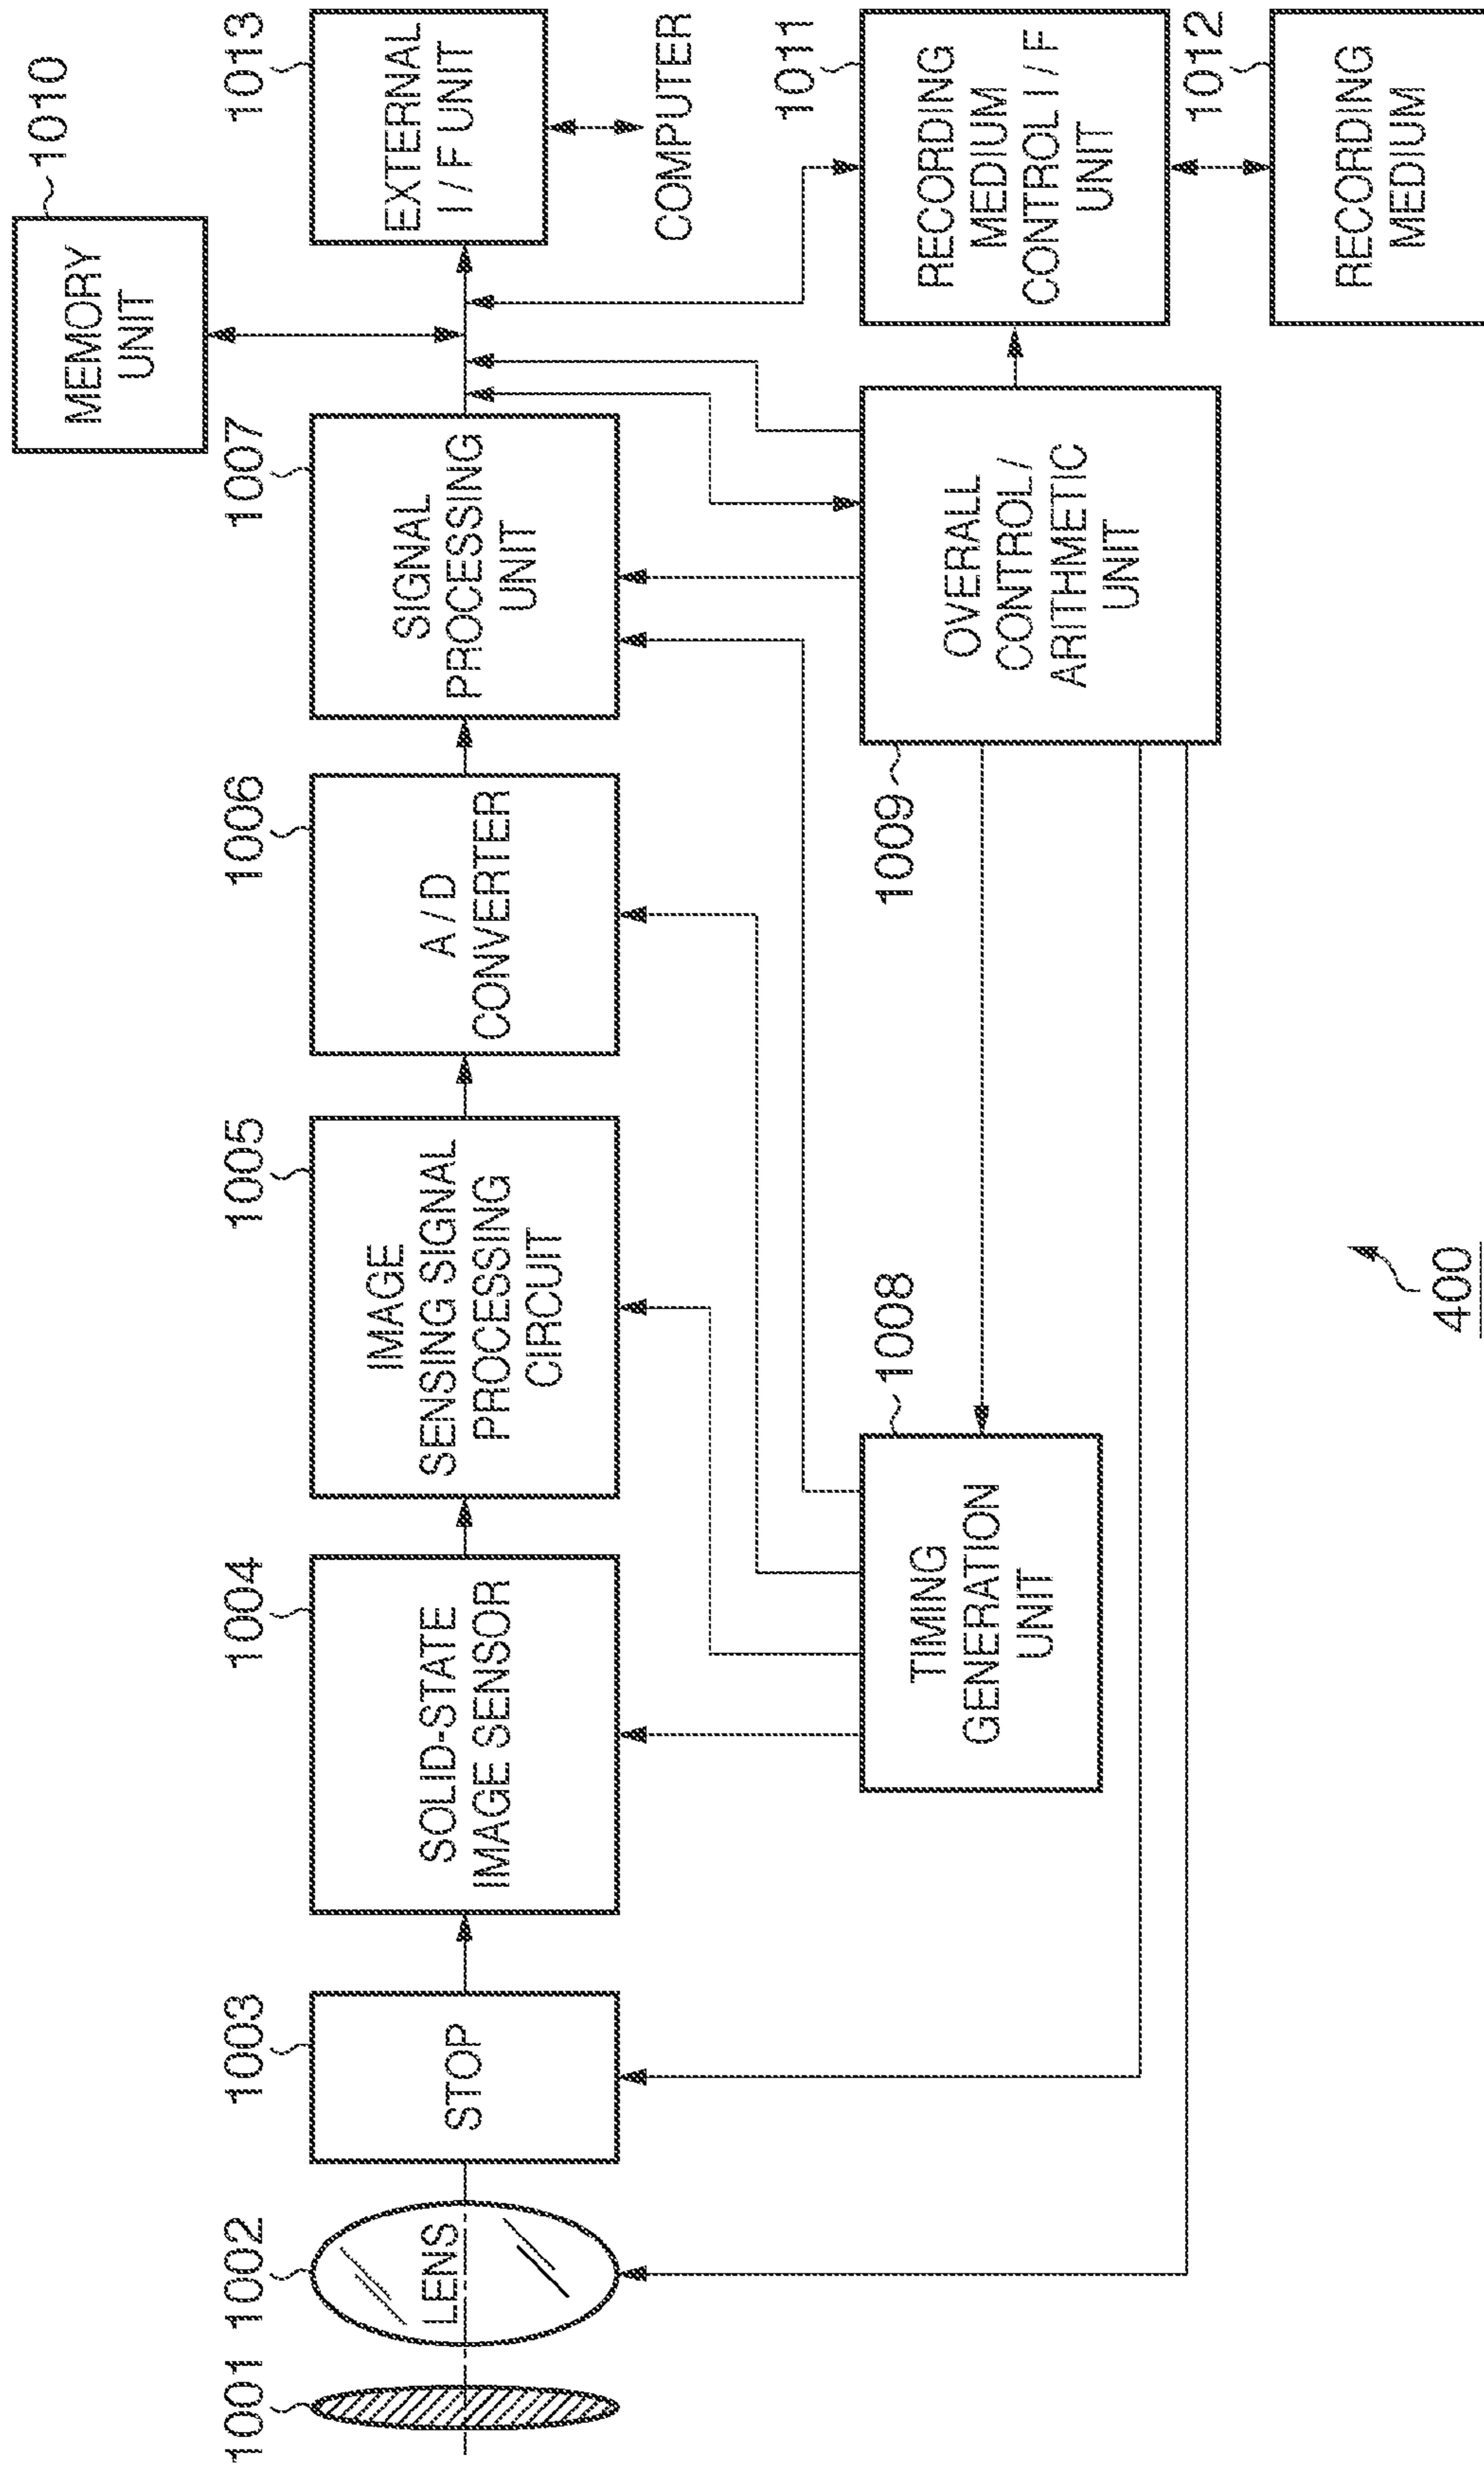 1010
MEMORY
UNIT
1001
1002
LENS
1003
STOP
1004
SOLID-STATE
IMAGE SENSOR
1005
IMAGE
SENSING SIGNAL
PROCESSING
CIRCUIT
1006
A / D
CONVERTER
1007
SIGNAL
PROCESSING
UNIT
1013
EXTERNAL
I / F UNIT
COMPUTER
1008
TIMING
GENERATION
UNIT
1009
OVERALL
CONTROL /
ARITHMETIC
UNIT
1011
RECORDING
MEDIUM
CONTROL I / F
UNIT
1012
RECORDING
MEDIUM
400